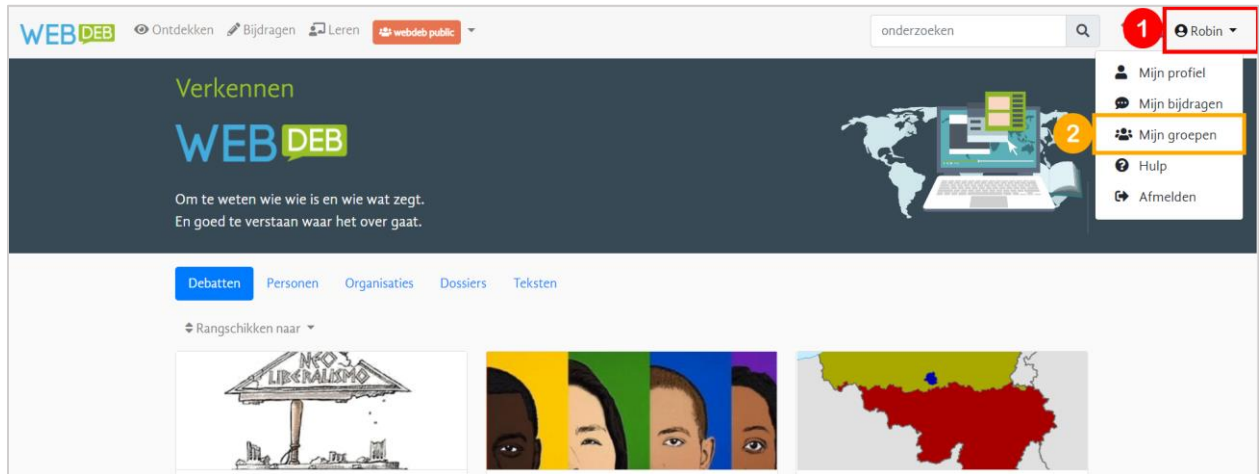 WEBDEB Ontdekken Bijdragen Leren webdeb public onderzoeken 1 Robin
Mijn profiel
Mijn bijdragen
2 Mijn groepen
Hulp
Afmelden
Verkennen
WEBDEB
Om te weten wie wie is en wie wat zegt.
En goed te verstaan waar het over gaat.
Debatten Personen Organisaties Dossiers Teksten
Rangschikken naar
NEO
LIBERALISMO